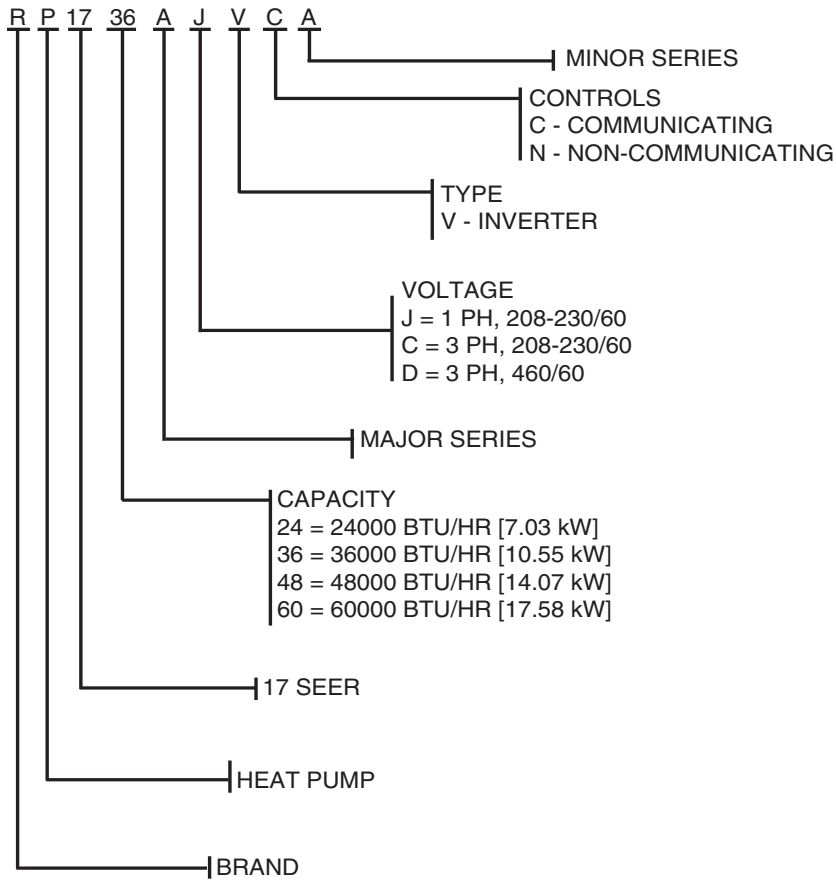 R P 17 36 A J V C A
MINOR SERIES
CONTROLS
C - COMMUNICATING
N - NON-COMMUNICATING
TYPE
V - INVERTER
VOLTAGE
J = 1 PH, 208-230/60
C = 3 PH, 208-230/60
D = 3 PH, 460/60
MAJOR SERIES
CAPACITY
24 = 24000 BTU/HR [7.03 kW]
36 = 36000 BTU/HR [10.55 kW]
48 = 48000 BTU/HR [14.07 kW]
60 = 60000 BTU/HR [17.58 kW]
17 SEER
HEAT PUMP
BRAND